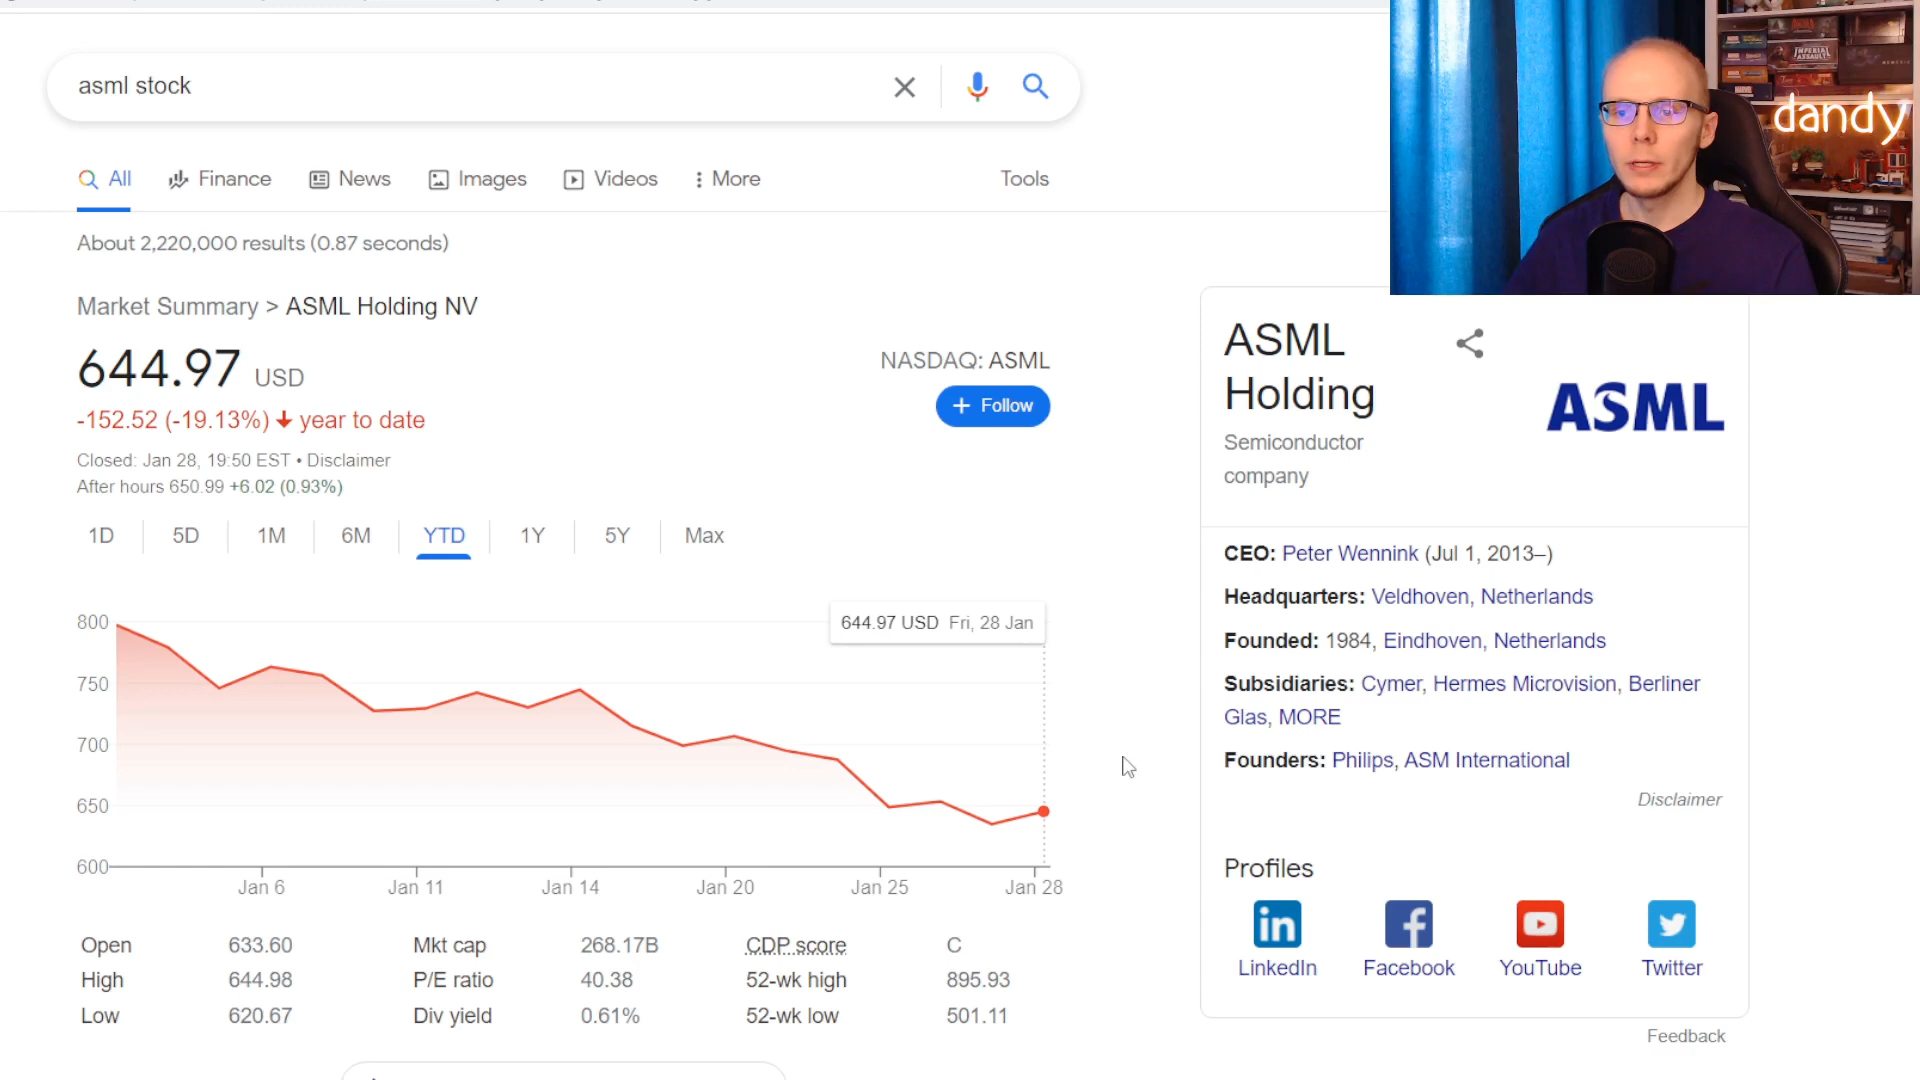 asml stock
All
Finance
News
Images
Videos
More
Tools
About 2,220,000 results (0.87 seconds)
Market Summary > ASML Holding NV
644.97 USD
NASDAQ: ASML
-152.52 (-19.13%) year to date
+ Follow
Closed: Jan 28, 19:50 EST • Disclaimer
After hours 650.99 +6.02 (0.93%)
1D
5D
1M
6M
YTD
1Y
5Y
Max
644.97 USD Fri, 28 Jan
800
750
700
650
600
Jan 6
Jan 11
Jan 14
Jan 20
Jan 25
Jan 28
Open 633.60 Mkt cap 268.17B CDP score C
High 644.98 P/E ratio 40.38 52-wk high 895.93
Low 620.67 Div yield 0.61% 52-wk low 501.11
dandy
IMPERIAL
ASSAULT
ASML
Holding
ASML
Semiconductor
company
CEO: Peter Wennink (Jul 1, 2013–)
Headquarters: Veldhoven, Netherlands
Founded: 1984, Eindhoven, Netherlands
Subsidiaries: Cymer, Hermes Microvision, Berliner
Glas, MORE
Founders: Philips, ASM International
Disclaimer
Profiles
in
LinkedIn
Facebook
YouTube
Twitter
Feedback